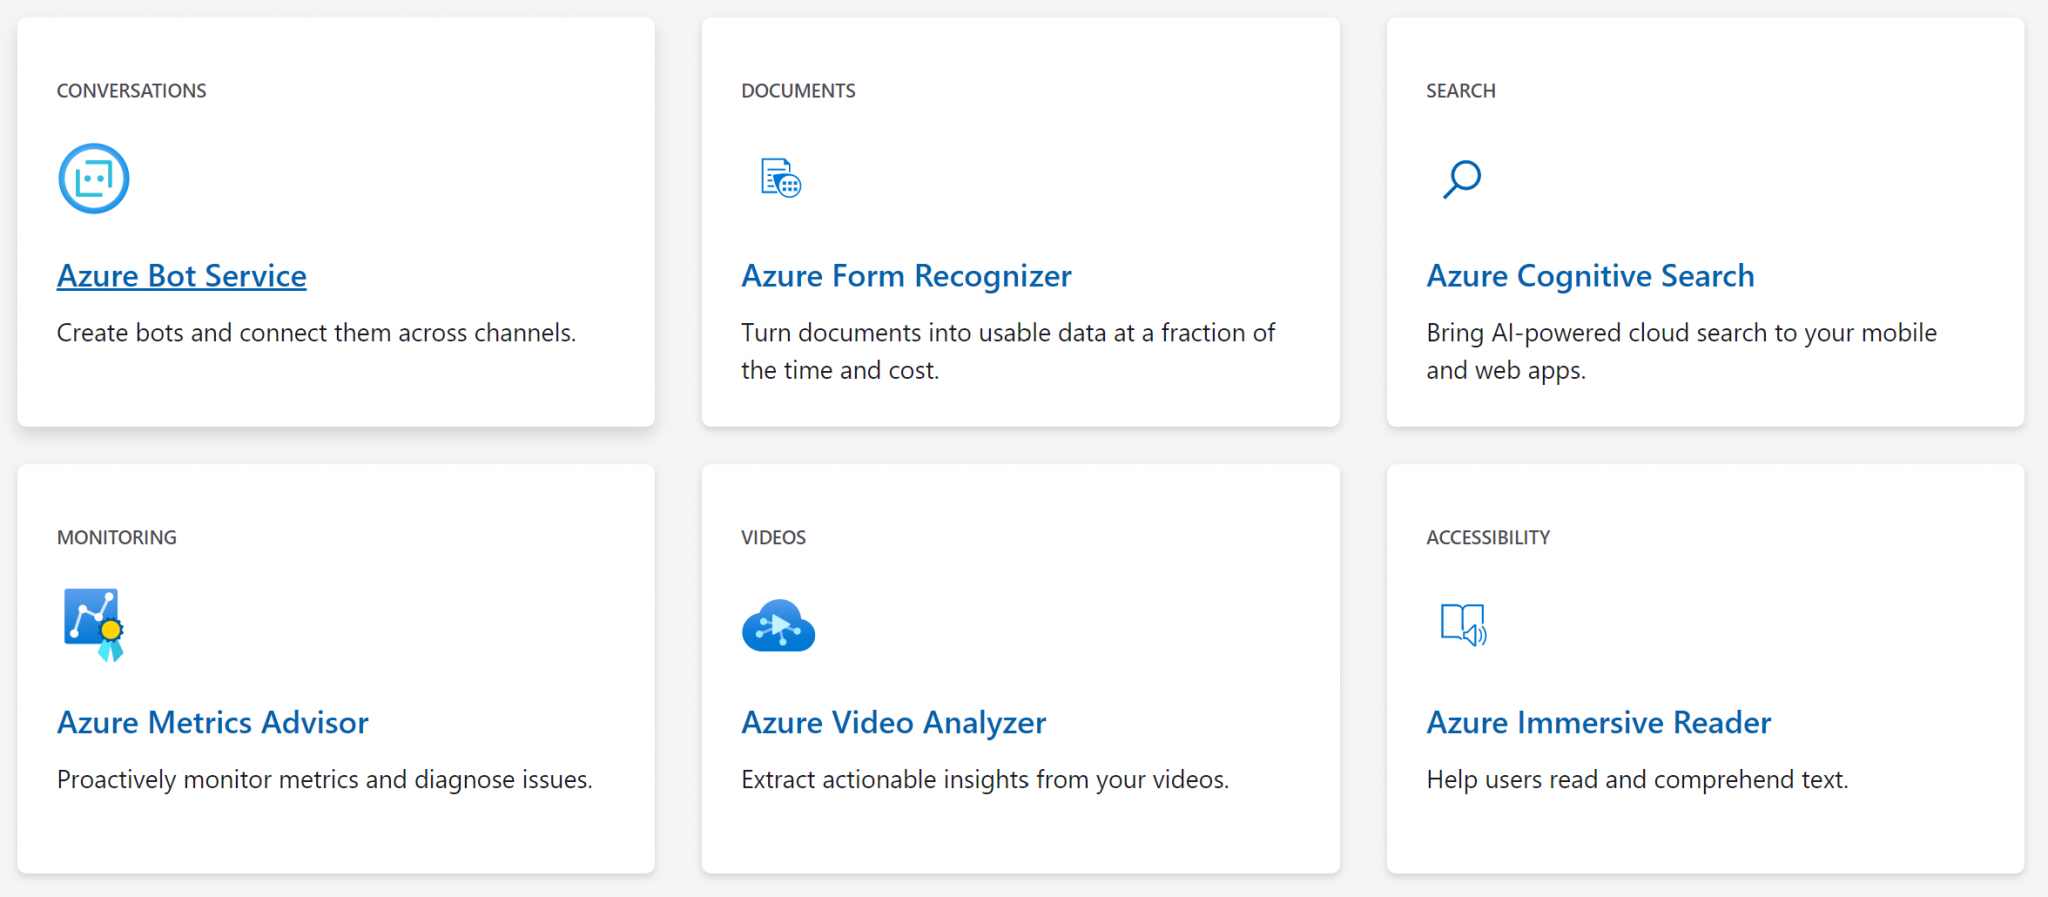 CONVERSATIONS
Azure Bot Service
Create bots and connect them across channels.
DOCUMENTS
Azure Form Recognizer
Turn documents into usable data at a fraction of
the time and cost.
SEARCH
Azure Cognitive Search
Bring AI-powered cloud search to your mobile
and web apps.
MONITORING
Azure Metrics Advisor
Proactively monitor metrics and diagnose issues.
VIDEOS
Azure Video Analyzer
Extract actionable insights from your videos.
ACCESSIBILITY
Azure Immersive Reader
Help users read and comprehend text.